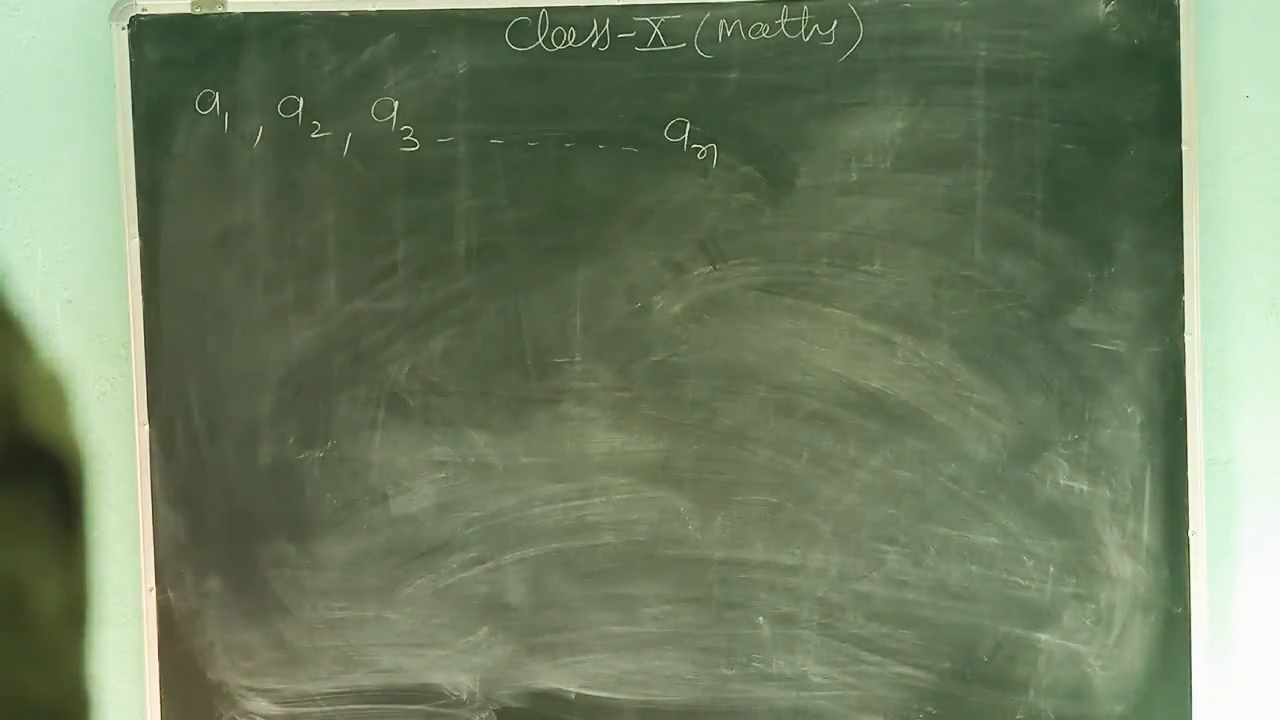 Class-X (Maths)
a₁, a₂, a₃ - - - - - - - aₙ